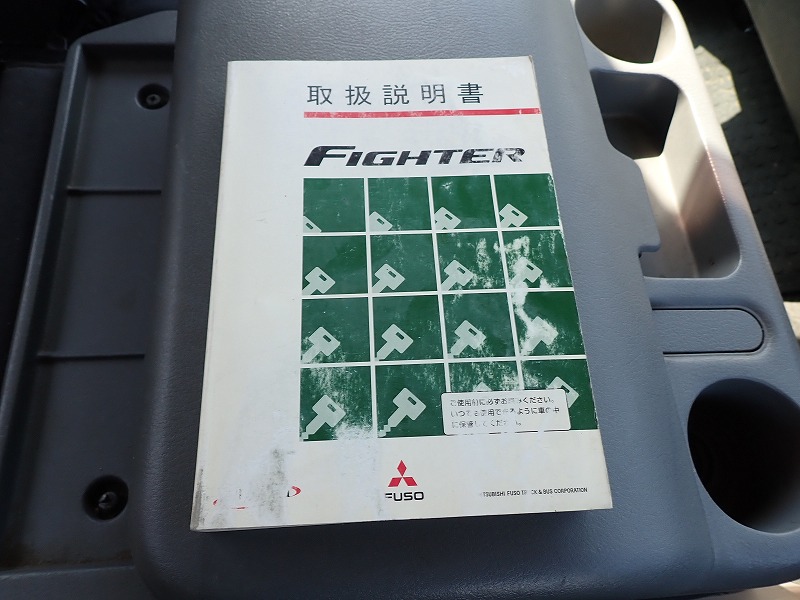 取扱説明書
FIGHTER
ご使用前に必ずお読みください。
いつでも使用できるように車の中
に保管してください。
FUSO
TSUBISHI FUSO TRUCK & BUS CORPORATION